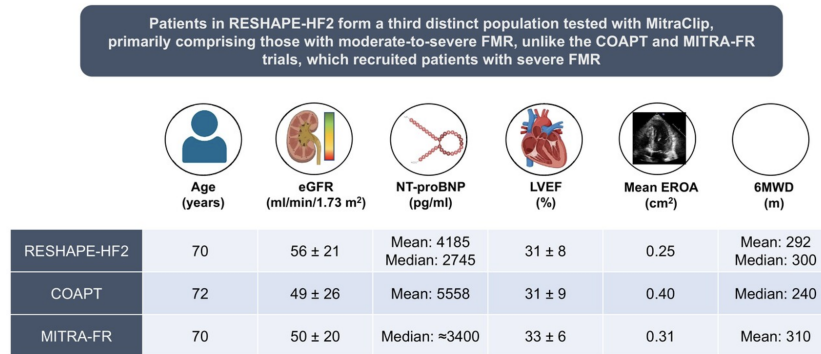 Patients in RESHAPE-HF2 form a third distinct population tested with MitraClip,
primarily comprising those with moderate-to-severe FMR, unlike the COAPT and MITRA-FR
trials, which recruited patients with severe FMR
Age
(years)
eGFR
(ml/min/1.73 m²)
NT-proBNP
(pg/ml)
LVEF
(%)
Mean EROA
(cm²)
6MWD
(m)
RESHAPE-HF2
70
56 ± 21
Mean: 4185
Median: 2745
31 ± 8
0.25
Mean: 292
Median: 300
COAPT
72
49 ± 26
Mean: 5558
31 ± 9
0.40
Median: 240
MITRA-FR
70
50 ± 20
Median: ≈3400
33 ± 6
0.31
Mean: 310